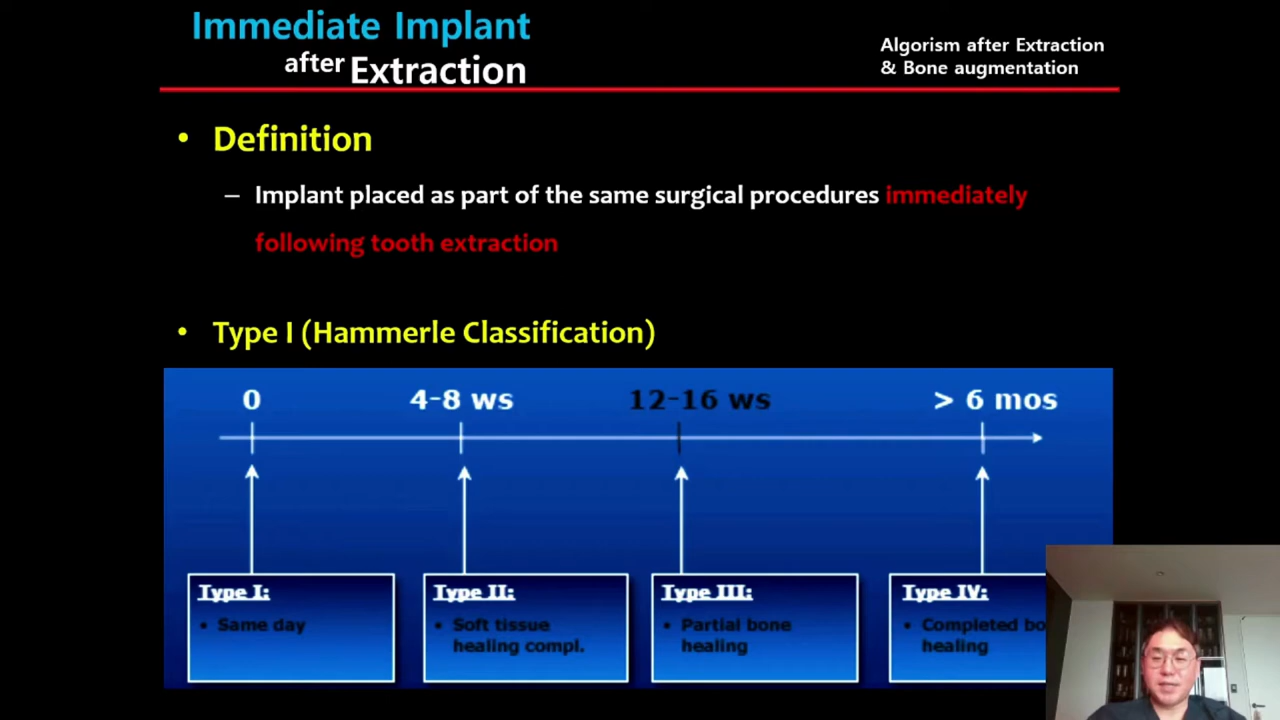 Immediate Implant
after Extraction
Algorism after Extraction
& Bone augmentation
• Definition
– Implant placed as part of the same surgical procedures immediately
following tooth extraction
• Type I (Hammerle Classification)
0 4-8 ws 12-16 ws > 6 mos
Type I:
• Same day
Type II:
• Soft tissue
healing compl.
Type III:
• Partial bone
healing
Type IV:
• Completed bo
healing